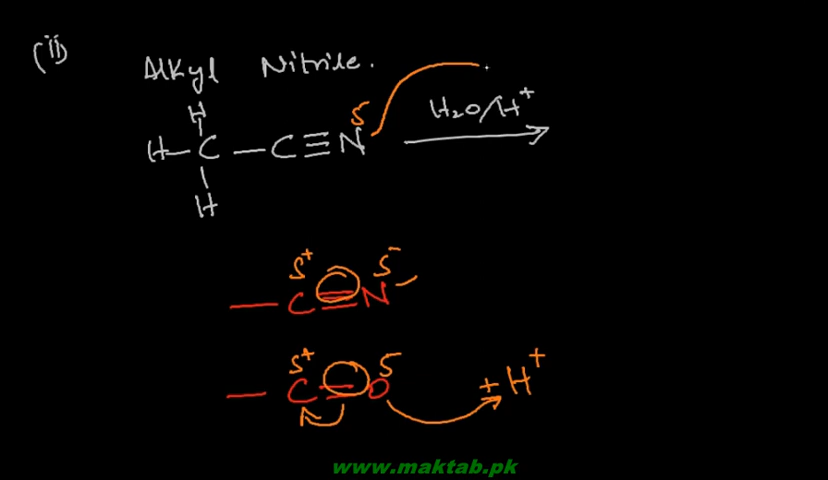 (ii)
Alkyl Nitrile.
H
H—C—C≡N δ
H
H₂O/H⁺
δ⁺ δ⁻
—C≡N
δ⁺ δ
—C=O ± H⁺
www.maktab.pk